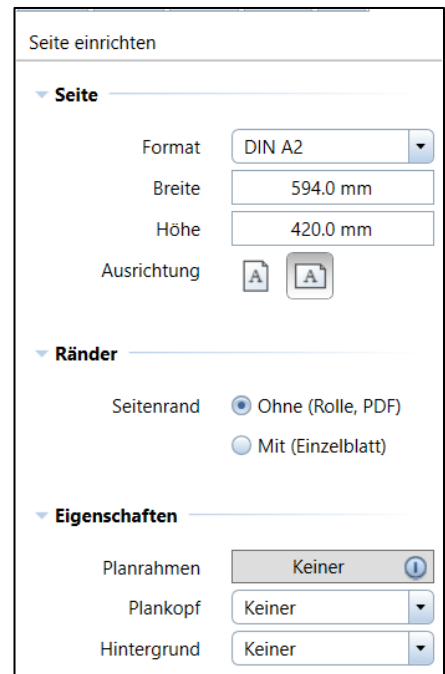 Seite einrichten
Seite
Format DIN A2
Breite 594.0 mm
Höhe 420.0 mm
Ausrichtung A A
Ränder
Seitenrand Ohne (Rolle, PDF)
Mit (Einzelblatt)
Eigenschaften
Planrahmen Keiner
Plankopf Keiner
Hintergrund Keiner